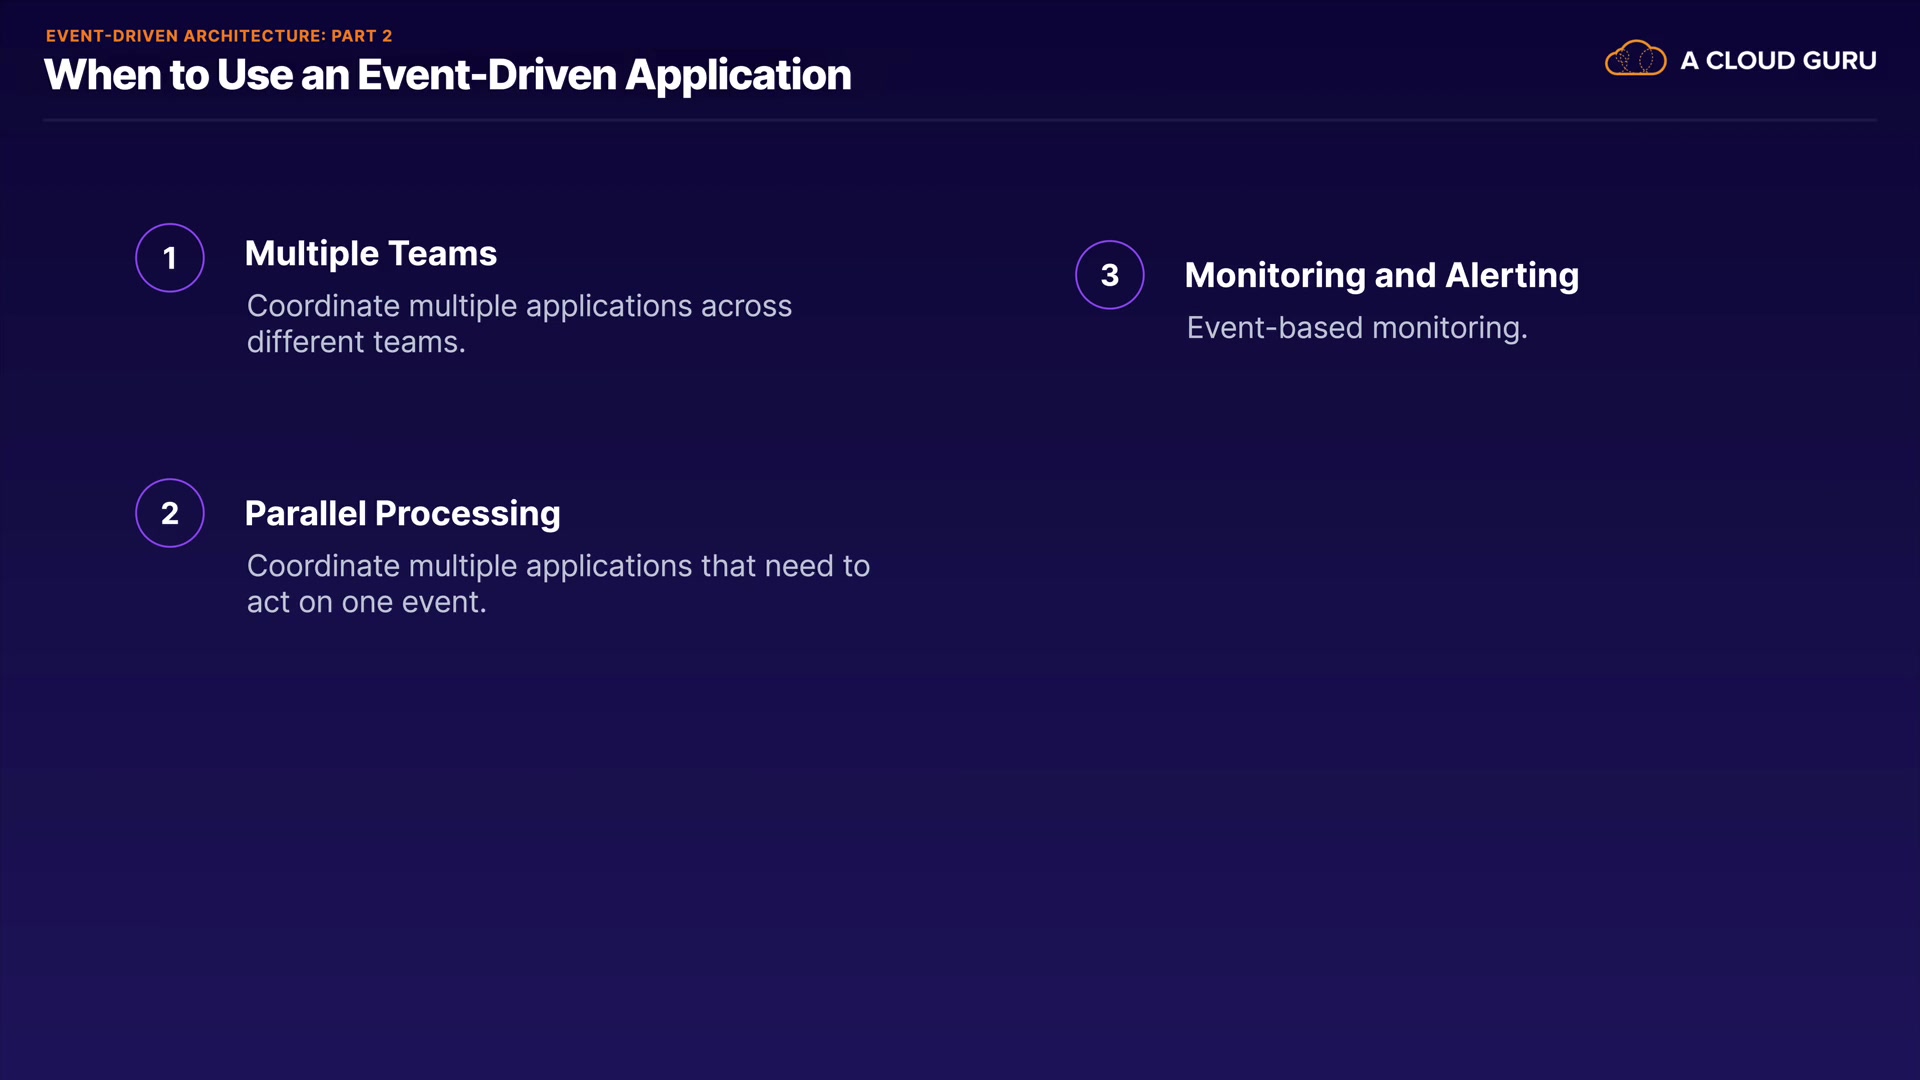 EVENT-DRIVEN ARCHITECTURE: PART 2
When to Use an Event-Driven Application
A CLOUD GURU
1
Multiple Teams
Coordinate multiple applications across
different teams.
2
Parallel Processing
Coordinate multiple applications that need to
act on one event.
3
Monitoring and Alerting
Event-based monitoring.